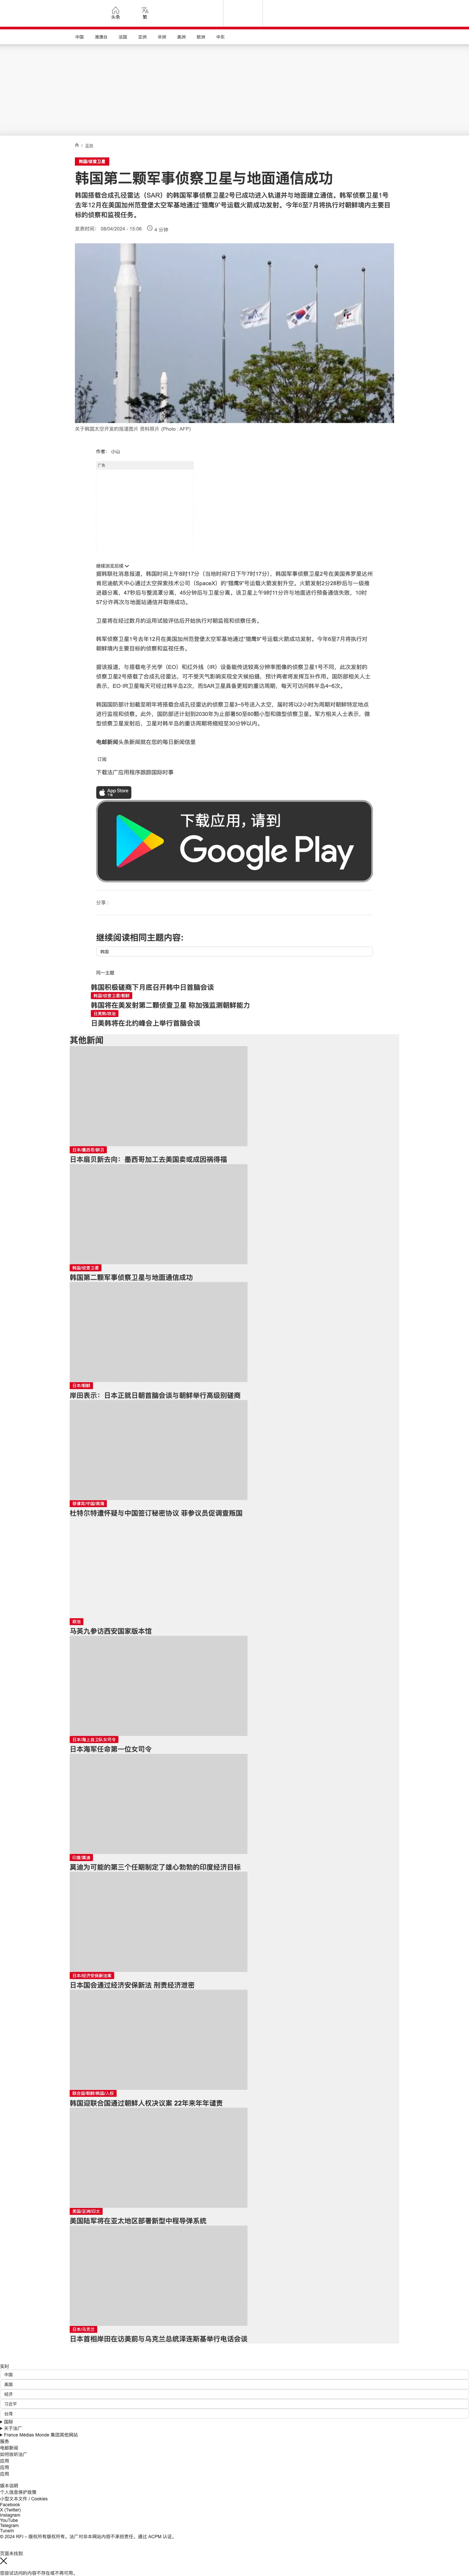 头条
繁
中国
港澳台
法国
亚洲
非洲
美洲
欧洲
中东
亚洲
韩国/侦查卫星
韩国第二颗军事侦察卫星与地面通信成功
韩国搭载合成孔径雷达（SAR）的韩国军事侦察卫星2号已成功进入轨道并与地面建立通信。韩军侦察卫星1号
去年12月在美国加州范登堡太空军基地通过“猎鹰9”号运载火箭成功发射。今年6至7月将执行对朝鲜境内主要目
标的侦察和监视任务。
发表时间： 08/04/2024 - 15:06
4 分钟
关于韩国太空开发的报道图片 资料照片 (Photo : AFP)
作者： 小山
广告
继续浏览后续
据韩联社消息报道，韩国时间上午8时17分（当地时间7日下午7时17分），韩国军事侦察卫星2号在美国弗罗里达州
肯尼迪航天中心通过太空探索技术公司（SpaceX）的“猎鹰9”号运载火箭发射升空。火箭发射2分28秒后与一级推
进器分离，47秒后与整流罩分离，45分钟后与卫星分离。该卫星上午9时11分许与地面进行预备通信失败，10时
57分许再次与地面站通信并取得成功。
卫星将在经过数月的运用试验评估后开始执行对朝监视和侦察任务。
韩军侦察卫星1号去年12月在美国加州范登堡太空军基地通过“猎鹰9”号运载火箭成功发射。今年6至7月将执行对
朝鲜境内主要目标的侦察和监视任务。
据该报道，与搭载电子光学（EO）和红外线（IR）设备能传送较高分辨率图像的侦察卫星1号不同，此次发射的
侦查卫星2号搭载了合成孔径雷达，可不受天气影响实现全天候拍摄，预计两者将发挥互补作用。国防部相关人士
表示，EO·IR卫星每天可经过韩半岛2次，而SAR卫星具备更短的重访周期，每天可访问韩半岛4~6次。
韩国国防部计划截至明年将搭载合成孔径雷达的侦察卫星3~5号送入太空，届时将以2小时为周期对朝鲜特定地点
进行监视和侦察。此外，国防部还计划到2030年为止部署50至60颗小型和微型侦察卫星。军方相关人士表示，微
型侦察卫星发射后，卫星对韩半岛的重访周期将缩短至30分钟以内。
电邮新闻头条新闻就在您的每日新闻信里
订阅
下载法广应用程序跟踪国际时事
App Store
下载应用，请到
Google Play
分享 :
继续阅读相同主题内容:
韩国
同一主题
韩国积极磋商下月底召开韩中日首脑会谈
韩国/侦查卫星/朝鲜
韩国将在美发射第二颗侦查卫星 称加强监测朝鲜能力
日美韩/政治
日美韩将在北约峰会上举行首脑会谈
其他新闻
日本/墨西哥/鲜贝
日本扇贝新去向：墨西哥加工去美国卖或成因祸得福
韩国/侦查卫星
韩国第二颗军事侦察卫星与地面通信成功
日本/朝鲜
岸田表示：日本正就日朝首脑会谈与朝鲜举行高级别磋商
菲律宾/中国/南海
杜特尔特遭怀疑与中国签订秘密协议 菲参议员促调查叛国
政治
马英九参访西安国家版本馆
日本/海上自卫队女司令
日本海军任命第一位女司令
印度/莫迪
莫迪为可能的第三个任期制定了雄心勃勃的印度经济目标
日本/经济安保新法案
日本国会通过经济安保新法 刑责经济泄密
联合国/朝鲜/韩国/人权
韩国迎联合国通过朝鲜人权决议案 22年来年年谴责
美国/亚洲/印太
美国陆军将在亚太地区部署新型中程导弹系统
日本/乌克兰
日本首相岸田在访美前与乌克兰总统泽连斯基举行电话会谈
实时
中国
美国
经济
习近平
台湾
国际
关于法广
France Médias Monde 集团其他网站
服务
电邮新闻
如何收听法广
应用
应用
应用
版本说明
个人信息保护政策
小型文本文件 / Cookies
Facebook
X (Twitter)
Instagram
YouTube
Telegram
TuneIn
© 2024 RFI – 版权所有版权所有。法广对非本网站内容不承担责任，通过 ACPM 认证。
页面未找到
您尝试访问的内容不存在或不再可用。